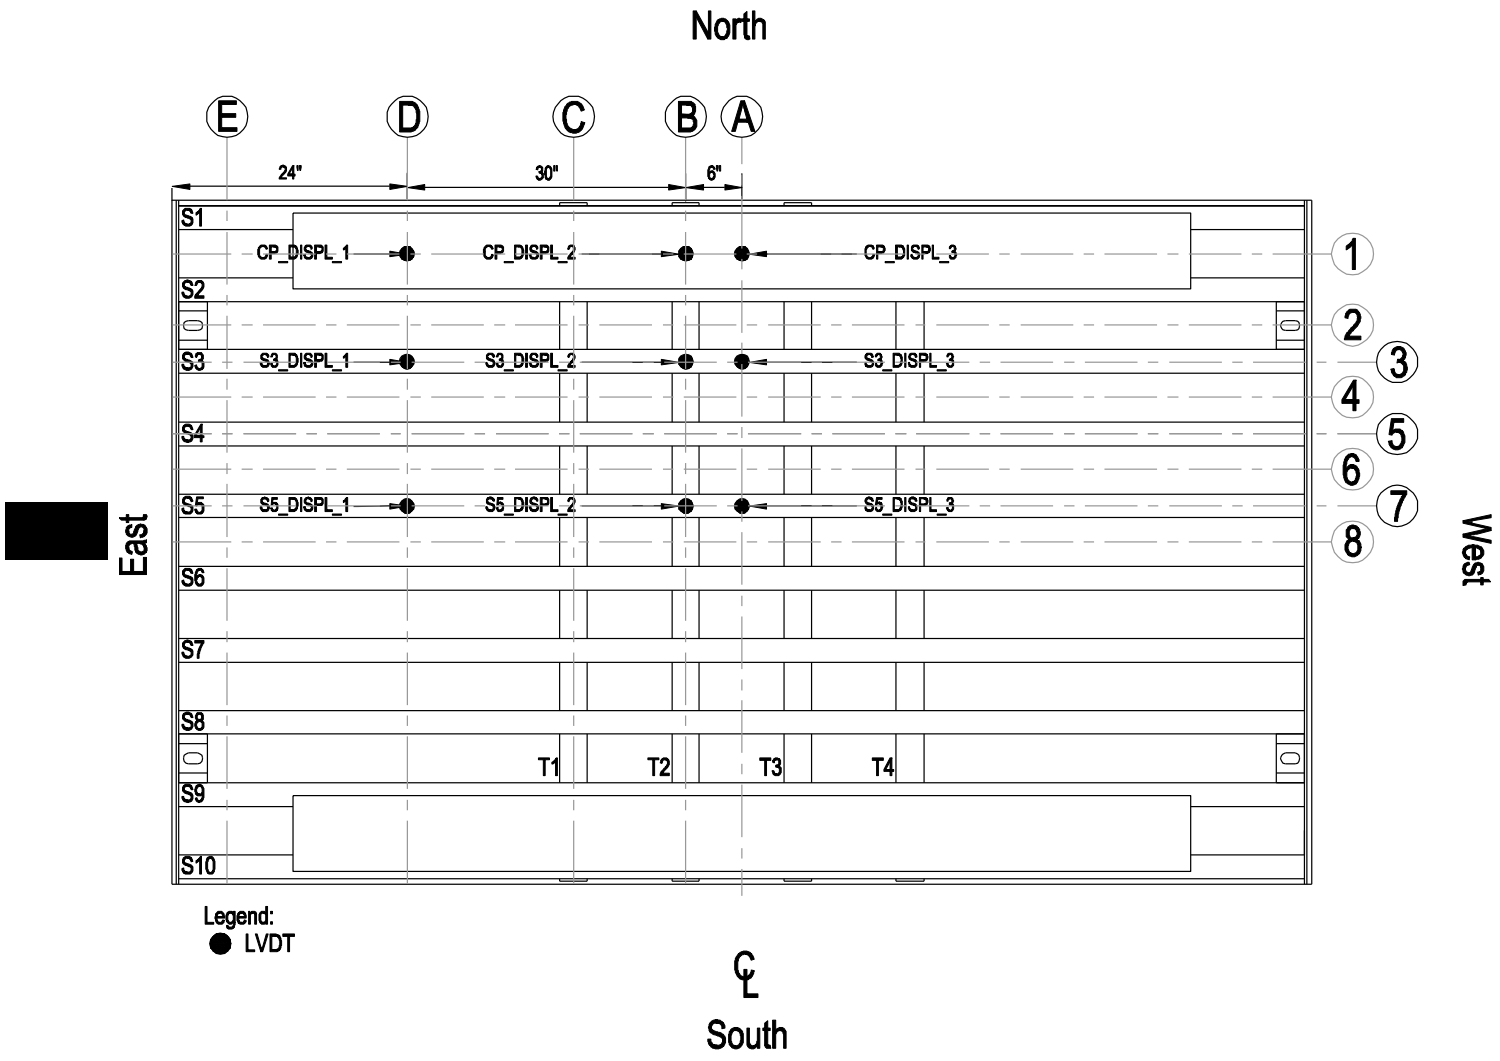 North
E D C B A
24" 30" 6"
S1
CP_DISPL_1 CP_DISPL_2 CP_DISPL_3 1
S2
2
S3 S3_DISPL_1 S3_DISPL_2 S3_DISPL_3 3
4
S4 5
6
S5 S5_DISPL_1 S5_DISPL_2 S5_DISPL_3 7
East
West
8
S6
S7
S8
T1 T2 T3 T4
S9
S10
Legend:
LVDT
CL
South